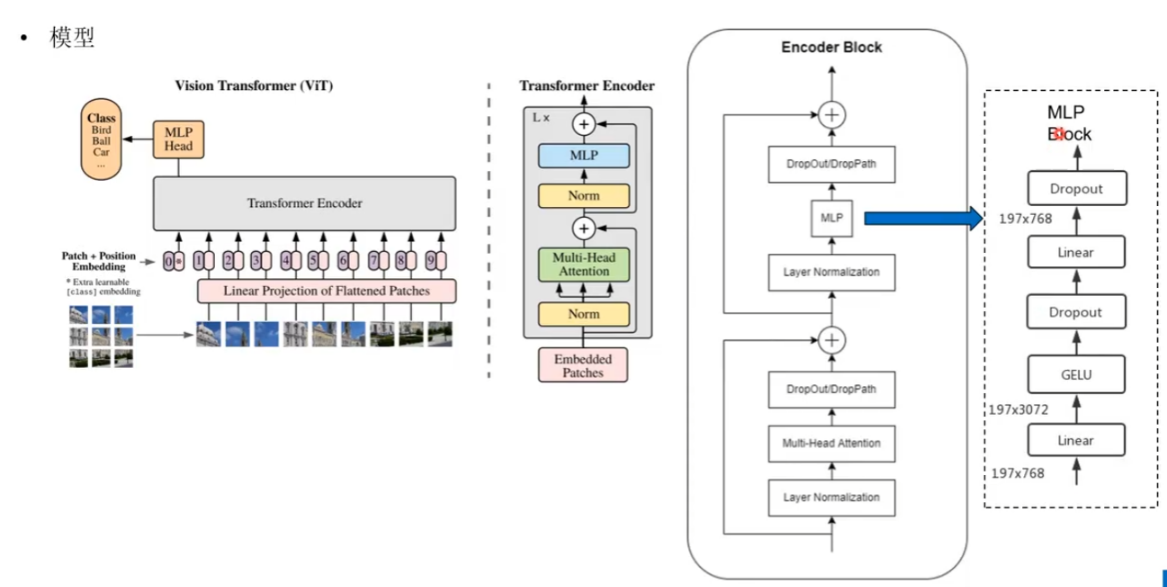 • 模型
Vision Transformer (ViT)
Class
Bird
Ball
Car
...
MLP
Head
Transformer Encoder
Patch + Position
Embedding
* Extra learnable
[class] embedding
0 *
1
2
3
4
5
6
7
8
9
Linear Projection of Flattened Patches
Transformer Encoder
L x
+
MLP
Norm
+
Multi-Head
Attention
Norm
Embedded
Patches
Encoder Block
+
DropOut/DropPath
MLP
Layer Normalization
+
DropOut/DropPath
Multi-Head Attention
Layer Normalization
MLP
Block
Dropout
197x768
Linear
Dropout
GELU
197x3072
Linear
197x768